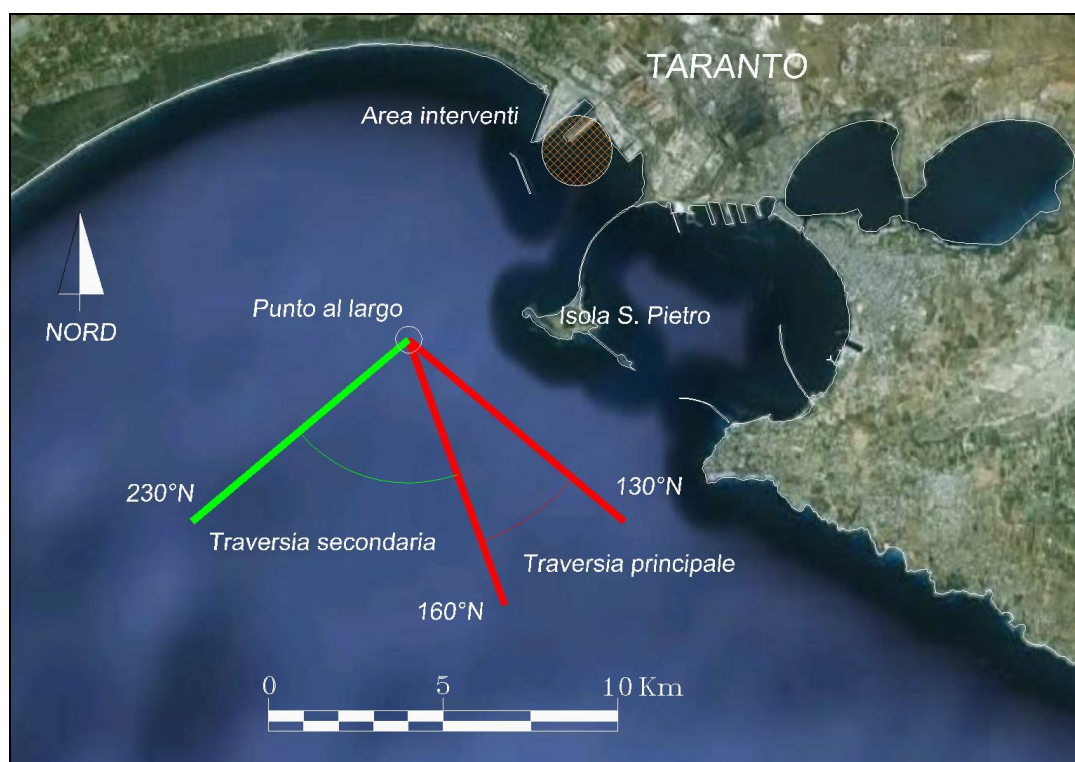 TARANTO
Area interventi
NORD
Punto al largo
Isola S. Pietro
230°N
130°N
Traversia secondaria
Traversia principale
160°N
0 5 10 Km